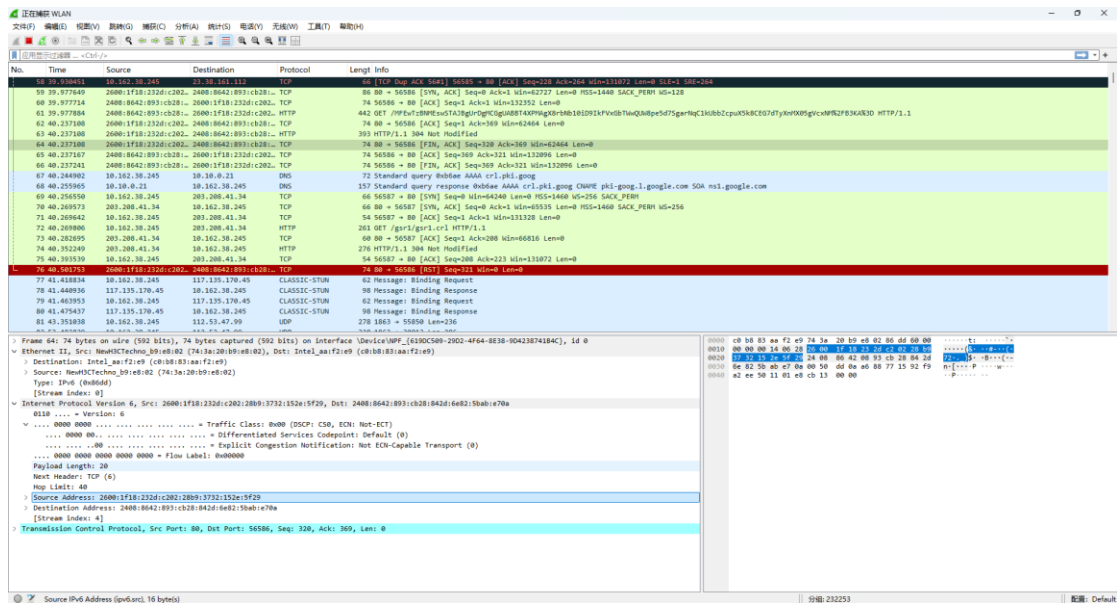 正在捕获 WLAN
文件(F) 编辑(E) 视图(V) 跳转(G) 捕获(C) 分析(A) 统计(S) 电话(Y) 无线(W) 工具(T) 帮助(H)
应用显示过滤器 … <Ctrl-/>
No. Time Source Destination Protocol Lengt Info
58 39.930451 10.162.38.245 23.38.161.112 TCP 66 [TCP Dup ACK 56#1] 56585 → 80 [ACK] Seq=228 Ack=264 Win=131072 Len=0 SLE=1 SRE=264
59 39.977649 2600:1f18:232d:c202… 2408:8642:893:cb28:… TCP 86 80 → 56586 [SYN, ACK] Seq=0 Ack=1 Win=62727 Len=0 MSS=1440 SACK_PERM WS=128
60 39.977714 2408:8642:893:cb28:… 2600:1f18:232d:c202… TCP 74 56586 → 80 [ACK] Seq=1 Ack=1 Win=132352 Len=0
61 39.977884 2408:8642:893:cb28:… 2600:1f18:232d:c202… HTTP 442 GET HTTP/1.1
62 40.237108 2600:1f18:232d:c202… 2408:8642:893:cb28:… TCP 74 80 → 56586 [ACK] Seq=1 Ack=369 Win=62464 Len=0
63 40.237108 2600:1f18:232d:c202… 2408:8642:893:cb28:… HTTP 393 HTTP/1.1 304 Not Modified
64 40.237108 2600:1f18:232d:c202… 2408:8642:893:cb28:… TCP 74 80 → 56586 [FIN, ACK] Seq=320 Ack=369 Win=62464 Len=0
65 40.237167 2408:8642:893:cb28:… 2600:1f18:232d:c202… TCP 74 56586 → 80 [ACK] Seq=369 Ack=321 Win=132096 Len=0
66 40.237241 2408:8642:893:cb28:… 2600:1f18:232d:c202… TCP 74 56586 → 80 [FIN, ACK] Seq=369 Ack=321 Win=132096 Len=0
67 40.244902 10.162.38.245 10.10.0.21 DNS 72 Standard query 0xb6ae AAAA crl.pki.goog
68 40.255965 10.10.0.21 10.162.38.245 DNS 157 Standard query response 0xb6ae AAAA crl.pki.goog CNAME pki-goog.l.google.com SOA ns1.google.com
69 40.256550 10.162.38.245 203.208.41.34 TCP 66 56587 → 80 [SYN] Seq=0 Win=64240 Len=0 MSS=1460 WS=256 SACK_PERM
70 40.269573 203.208.41.34 10.162.38.245 TCP 66 80 → 56587 [SYN, ACK] Seq=0 Ack=1 Win=65535 Len=0 MSS=1460 SACK_PERM WS=256
71 40.269642 10.162.38.245 203.208.41.34 TCP 54 56587 → 80 [ACK] Seq=1 Ack=1 Win=131328 Len=0
72 40.269806 10.162.38.245 203.208.41.34 HTTP 261 GET /gsr1/gsr1.crl HTTP/1.1
73 40.282695 203.208.41.34 10.162.38.245 TCP 60 80 → 56587 [ACK] Seq=1 Ack=208 Win=66816 Len=0
74 40.352249 203.208.41.34 10.162.38.245 HTTP 276 HTTP/1.1 304 Not Modified
75 40.393539 10.162.38.245 203.208.41.34 TCP 54 56587 → 80 [ACK] Seq=208 Ack=223 Win=131072 Len=0
76 40.501753 2600:1f18:232d:c202… 2408:8642:893:cb28:… TCP 74 80 → 56586 [RST] Seq=321 Win=0 Len=0
77 41.418834 10.162.38.245 117.135.170.45 CLASSIC-STUN 62 Message: Binding Request
78 41.440936 117.135.170.45 10.162.38.245 CLASSIC-STUN 98 Message: Binding Response
79 41.463953 10.162.38.245 117.135.170.45 CLASSIC-STUN 62 Message: Binding Request
80 41.475437 117.135.170.45 10.162.38.245 CLASSIC-STUN 98 Message: Binding Response
81 43.351038 10.162.38.245 112.53.47.99 UDP 278 1863 → 55850 Len=236
Frame 64: 74 bytes on wire (592 bits), 74 bytes captured (592 bits) on interface \Device\NPF_{619DC509-29D2-4F64-8E38-9D4238741B4C}, id 0
Ethernet II, Src: NewH3CTechno_b9:e8:02 (74:3a:20:b9:e8:02), Dst: Intel_aa:f2:e9 (c0:b8:83:aa:f2:e9)
Destination: Intel_aa:f2:e9 (c0:b8:83:aa:f2:e9)
Source: NewH3CTechno_b9:e8:02 (74:3a:20:b9:e8:02)
Type: IPv6 (0x86dd)
[Stream index: 0]
Internet Protocol Version 6, Src: 2600:1f18:232d:c202:28b9:3732:152e:5f29, Dst: 2408:8642:893:cb28:842d:6e82:5bab:e70a
0110 .... = Version: 6
.... 0000 0000 .... .... .... .... .... = Traffic Class: 0x00 (DSCP: CS0, ECN: Not-ECT)
.... 0000 00.. .... .... .... .... .... = Differentiated Services Codepoint: Default (0)
.... .... ..00 .... .... .... .... .... = Explicit Congestion Notification: Not ECN-Capable Transport (0)
.... 0000 0000 0000 0000 0000 = Flow Label: 0x00000
Payload Length: 20
Next Header: TCP (6)
Hop Limit: 40
Source Address: 2600:1f18:232d:c202:28b9:3732:152e:5f29
Destination Address: 2408:8642:893:cb28:842d:6e82:5bab:e70a
[Stream index: 4]
Transmission Control Protocol, Src Port: 80, Dst Port: 56586, Seq: 320, Ack: 369, Len: 0
0000 c0 b8 83 aa f2 e9 74 3a 20 b9 e8 02 86 dd 60 00
0010 00 00 00 14 06 28 26 00 1f 18 23 2d c2 02 28 b9
0020 37 32 15 2e 5f 29 24 08 86 42 08 93 cb 28 84 2d
0030 6e 82 5b ab e7 0a 00 50 dd 0a a6 88 77 15 92 f9
0040 a2 ee 50 11 01 e8 cb 13 00 00
Source IPv6 Address (ipv6.src), 16 byte(s)
分组: 232253
配置: Default